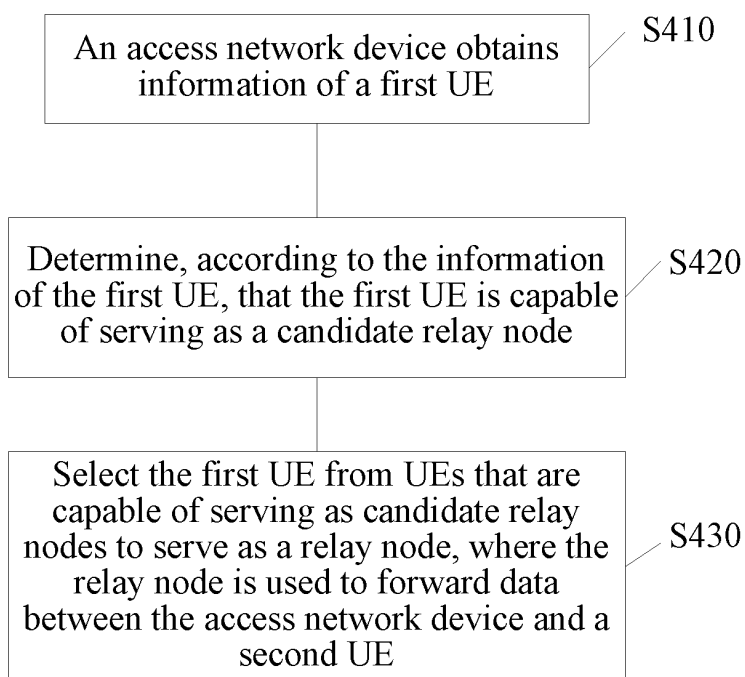 An access network device obtains
information of a first UE
S410
Determine, according to the information
of the first UE, that the first UE is capable
of serving as a candidate relay node
S420
Select the first UE from UEs that are
capable of serving as candidate relay
nodes to serve as a relay node, where the
relay node is used to forward data
between the access network device and a
second UE
S430